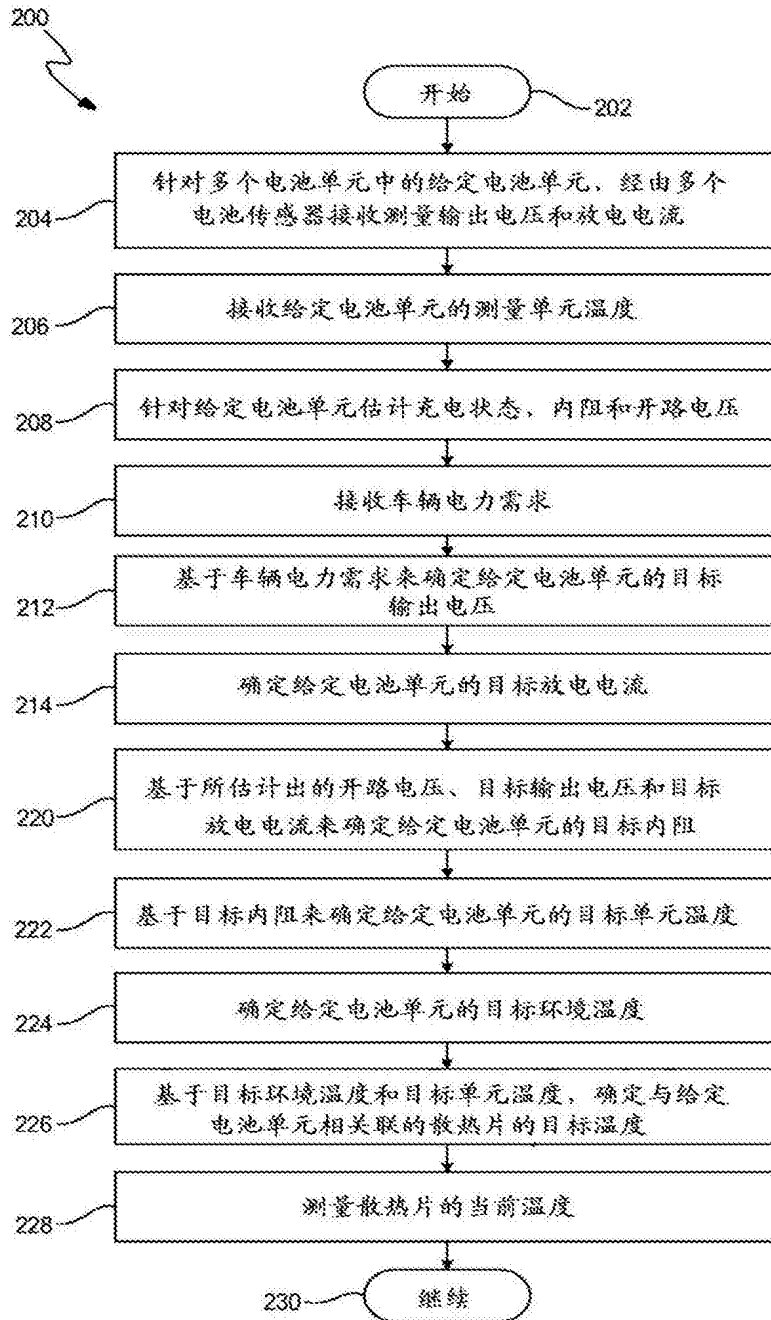 200
开始
202
针对多个电池单元中的给定电池单元、经由多个
电池传感器接收测量输出电压和放电电流
204
接收给定电池单元的测量单元温度
206
针对给定电池单元估计充电状态、内阻和开路电压
208
接收车辆电力需求
210
基于车辆电力需求来确定给定电池单元的目标
输出电压
212
确定给定电池单元的目标放电电流
214
基于所估计出的开路电压、目标输出电压和目标
放电电流来确定给定电池单元的目标内阻
220
基于目标内阻来确定给定电池单元的目标单元温度
222
确定给定电池单元的目标环境温度
224
基于目标环境温度和目标单元温度、确定与给定
电池单元相关联的散热片的目标温度
226
测量散热片的当前温度
228
继续
230